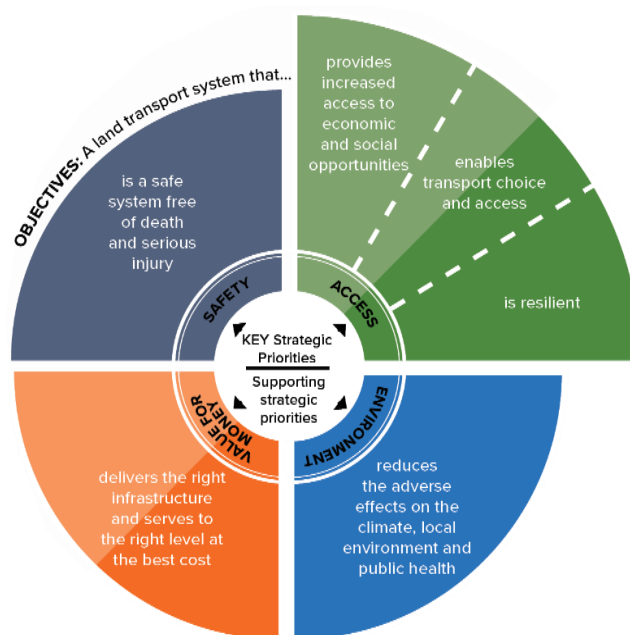 OBJECTIVES: A land transport system that...
is a safe
system free
of death
and serious
injury
provides
increased
access to
economic
and social
opportunities
enables
transport choice
and access
is resilient
SAFETY
ACCESS
KEY Strategic
Priorities
Supporting
strategic
priorities
VALUE FOR
MONEY
ENVIRONMENT
delivers the right
infrastructure
and serves to
the right level at
the best cost
reduces
the adverse
effects on the
climate, local
environment and
public health